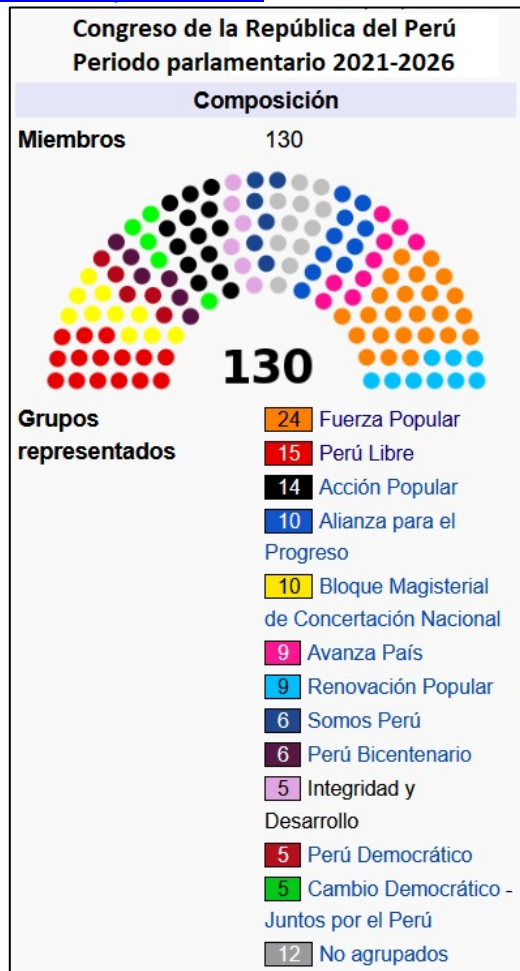 Congreso de la República del Perú
Periodo parlamentario 2021-2026
Composición
Miembros 130
130
Grupos representados
24 Fuerza Popular
15 Perú Libre
14 Acción Popular
10 Alianza para el
Progreso
10 Bloque Magisterial
de Concertación Nacional
9 Avanza País
9 Renovación Popular
6 Somos Perú
6 Perú Bicentenario
5 Integridad y
Desarrollo
5 Perú Democrático
5 Cambio Democrático -
Juntos por el Perú
12 No agrupados